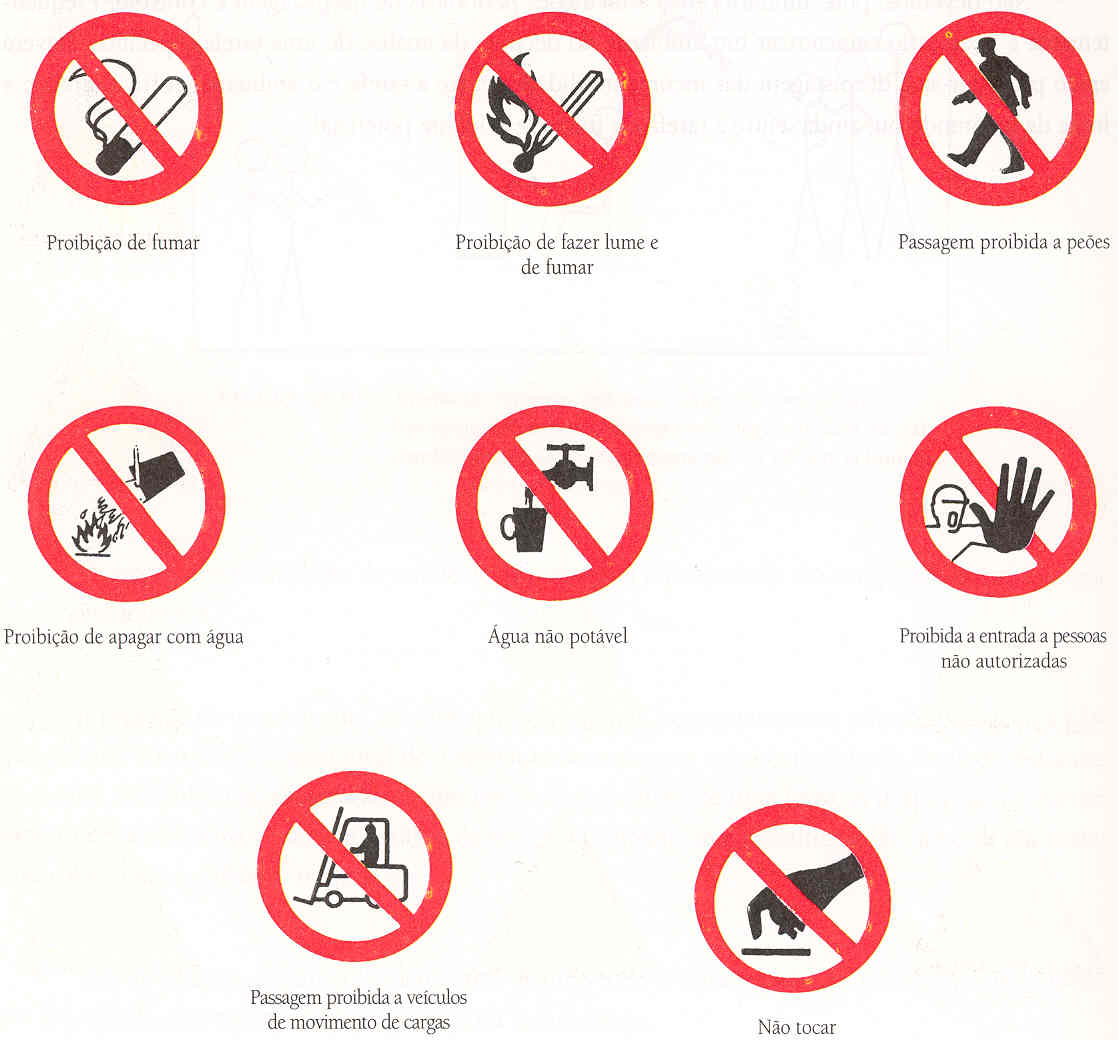 Proibição de fumar
Proibição de fazer lume e
de fumar
Passagem proibida a peões
Proibição de apagar com água
Água não potável
Proibida a entrada a pessoas
não autorizadas
Passagem proibida a veículos
de movimento de cargas
Não tocar